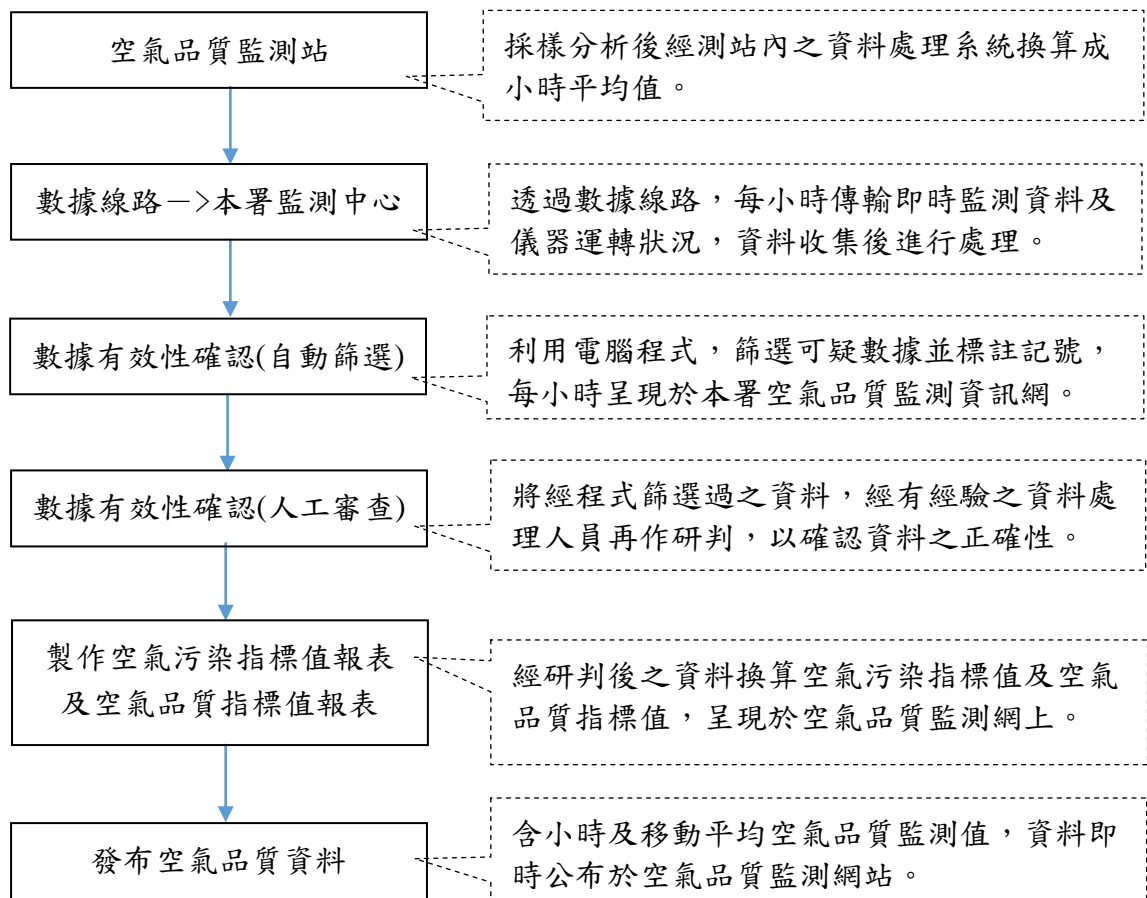 空氣品質監測站
採樣分析後經測站內之資料處理系統換算成
小時平均值。
數據線路－>本署監測中心
透過數據線路，每小時傳輸即時監測資料及
儀器運轉狀況，資料收集後進行處理。
數據有效性確認(自動篩選)
利用電腦程式，篩選可疑數據並標註記號，
每小時呈現於本署空氣品質監測資訊網。
數據有效性確認(人工審查)
將經程式篩選過之資料，經有經驗之資料處
理人員再作研判，以確認資料之正確性。
製作空氣污染指標值報表
及空氣品質指標值報表
經研判後之資料換算空氣污染指標值及空氣
品質指標值，呈現於空氣品質監測網上。
發布空氣品質資料
含小時及移動平均空氣品質監測值，資料即
時公布於空氣品質監測網站。